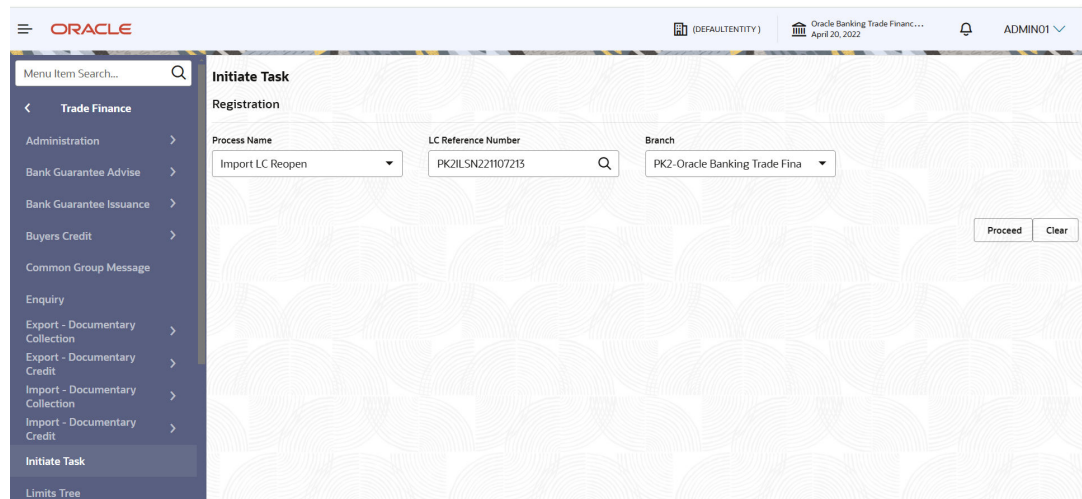 ORACLE
(DEFAULTENTITY )
Oracle Banking Trade Financ...
April 20, 2022
ADMIN01
Menu Item Search...
Trade Finance
Administration
Bank Guarantee Advise
Bank Guarantee Issuance
Buyers Credit
Common Group Message
Enquiry
Export - Documentary
Collection
Export - Documentary
Credit
Import - Documentary
Collection
Import - Documentary
Credit
Initiate Task
Limits Tree
Initiate Task
Registration
Process Name
LC Reference Number
Branch
Import LC Reopen
PK2ILSN221107213
PK2-Oracle Banking Trade Fina
Proceed
Clear